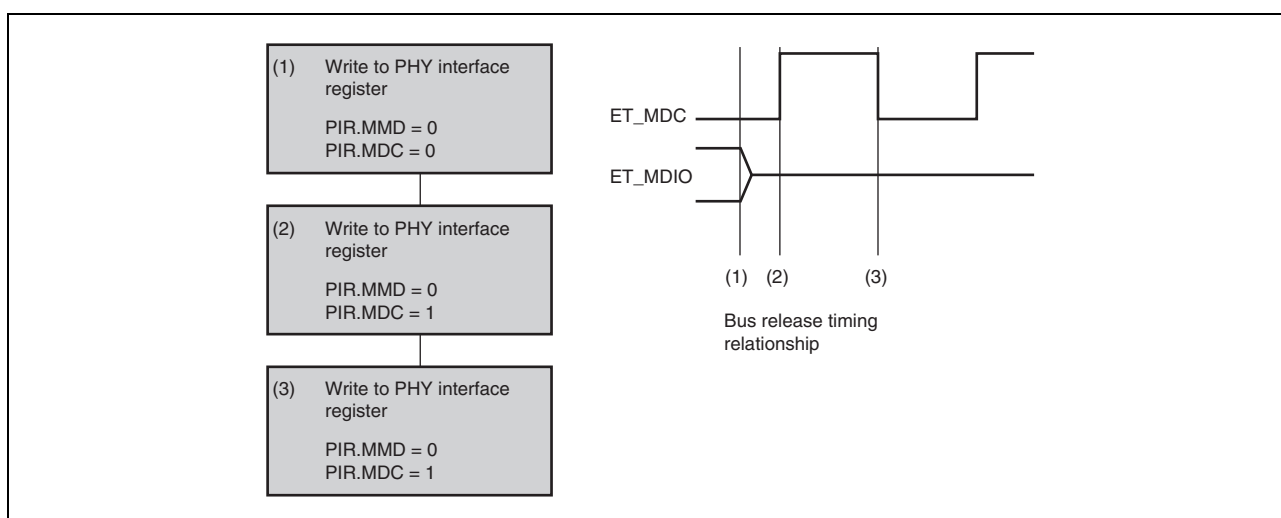 (1) Write to PHY interface
register
PIR.MMD = 0
PIR.MDC = 0
(2) Write to PHY interface
register
PIR.MMD = 0
PIR.MDC = 1
(3) Write to PHY interface
register
PIR.MMD = 0
PIR.MDC = 1
ET_MDC
ET_MDIO
(1) (2) (3)
Bus release timing
relationship